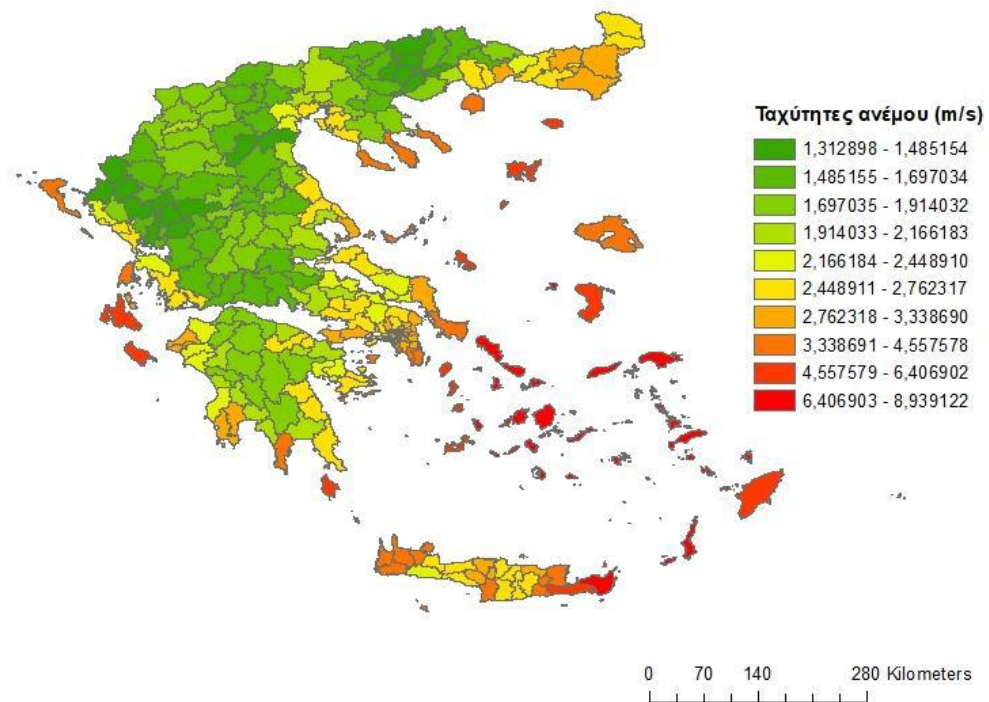 Ταχύτητες ανέμου (m/s)
1,312898 - 1,485154
1,485155 - 1,697034
1,697035 - 1,914032
1,914033 - 2,166183
2,166184 - 2,448910
2,448911 - 2,762317
2,762318 - 3,338690
3,338691 - 4,557578
4,557579 - 6,406902
6,406903 - 8,939122
0 70 140 280 Kilometers